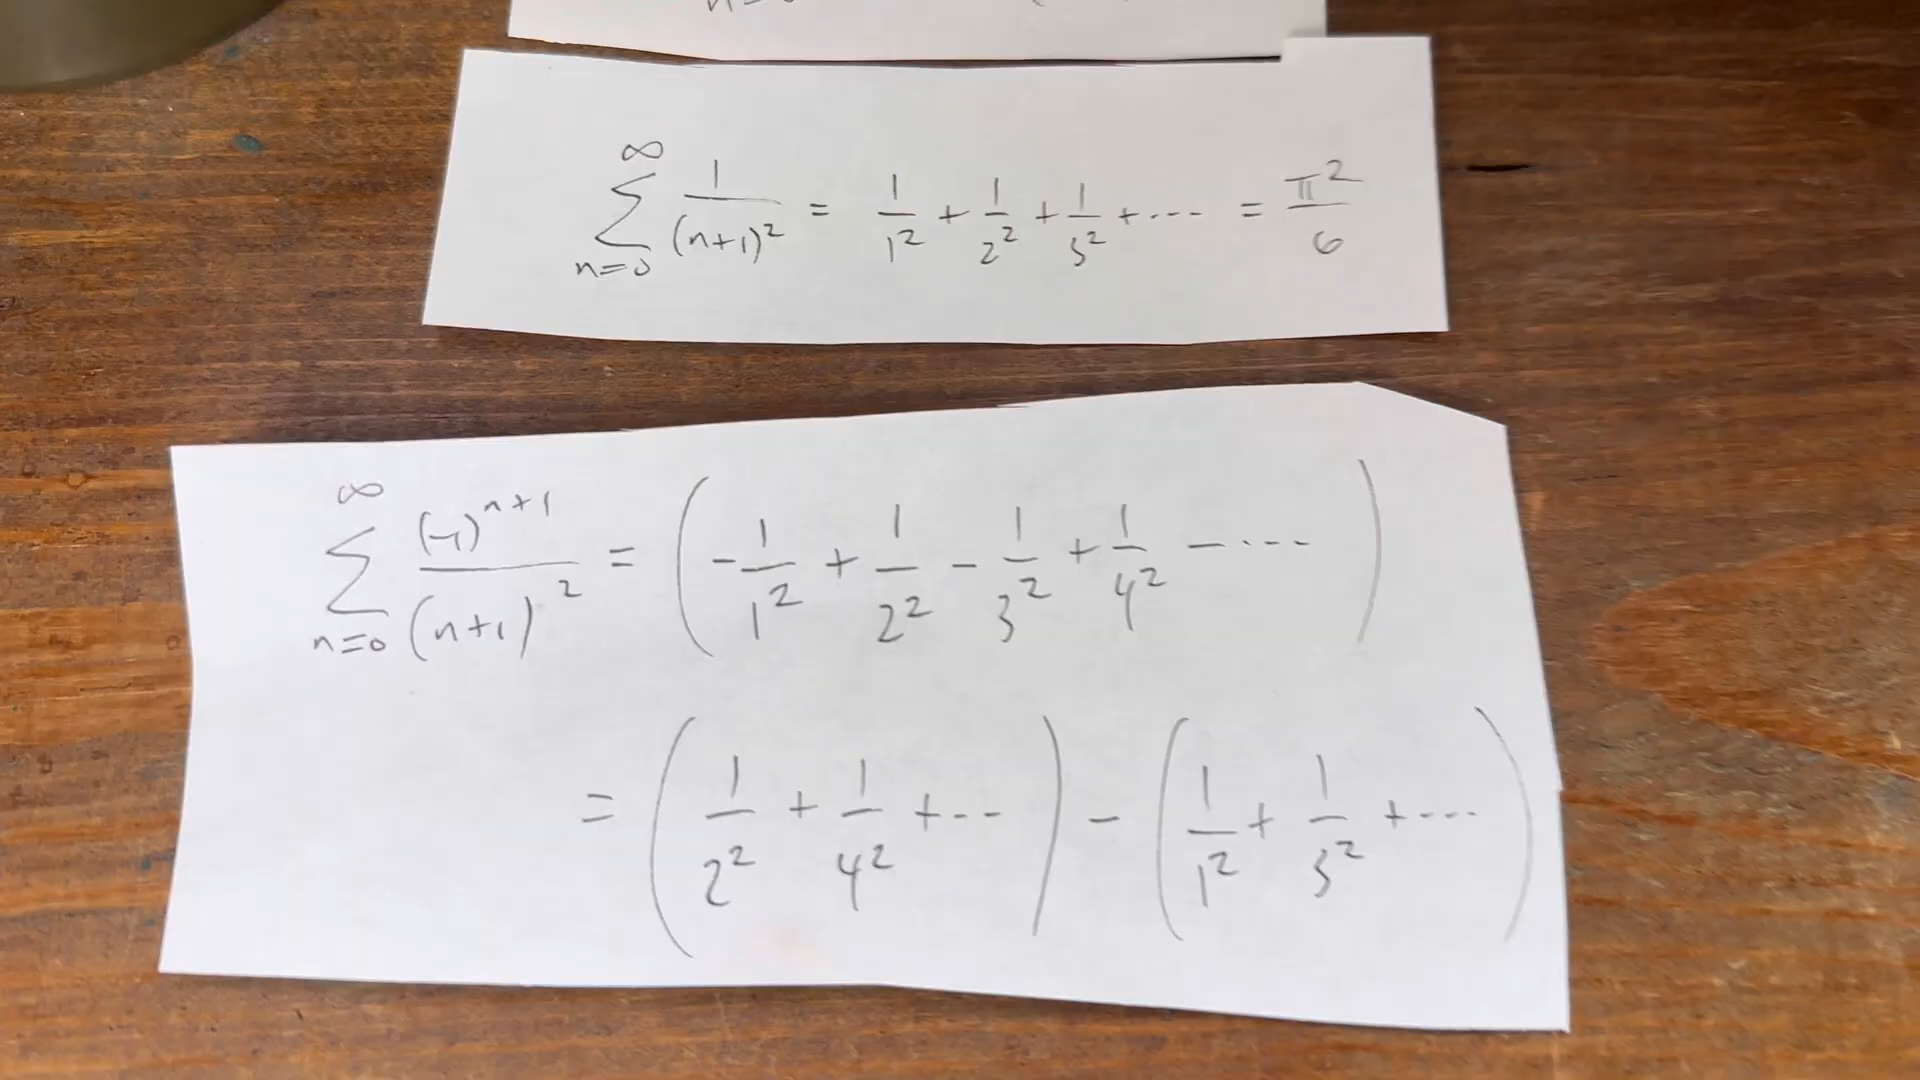 n=0
∞
∑ 1/(n+1)² = 1/1² + 1/2² + 1/3² + ··· = π²/6
n=0
∞
∑ (-1)ⁿ⁺¹/(n+1)² = ( - 1/1² + 1/2² - 1/3² + 1/4² - ··· )
n=0
= ( 1/2² + 1/4² + ··· ) - ( 1/1² + 1/3² + ··· )